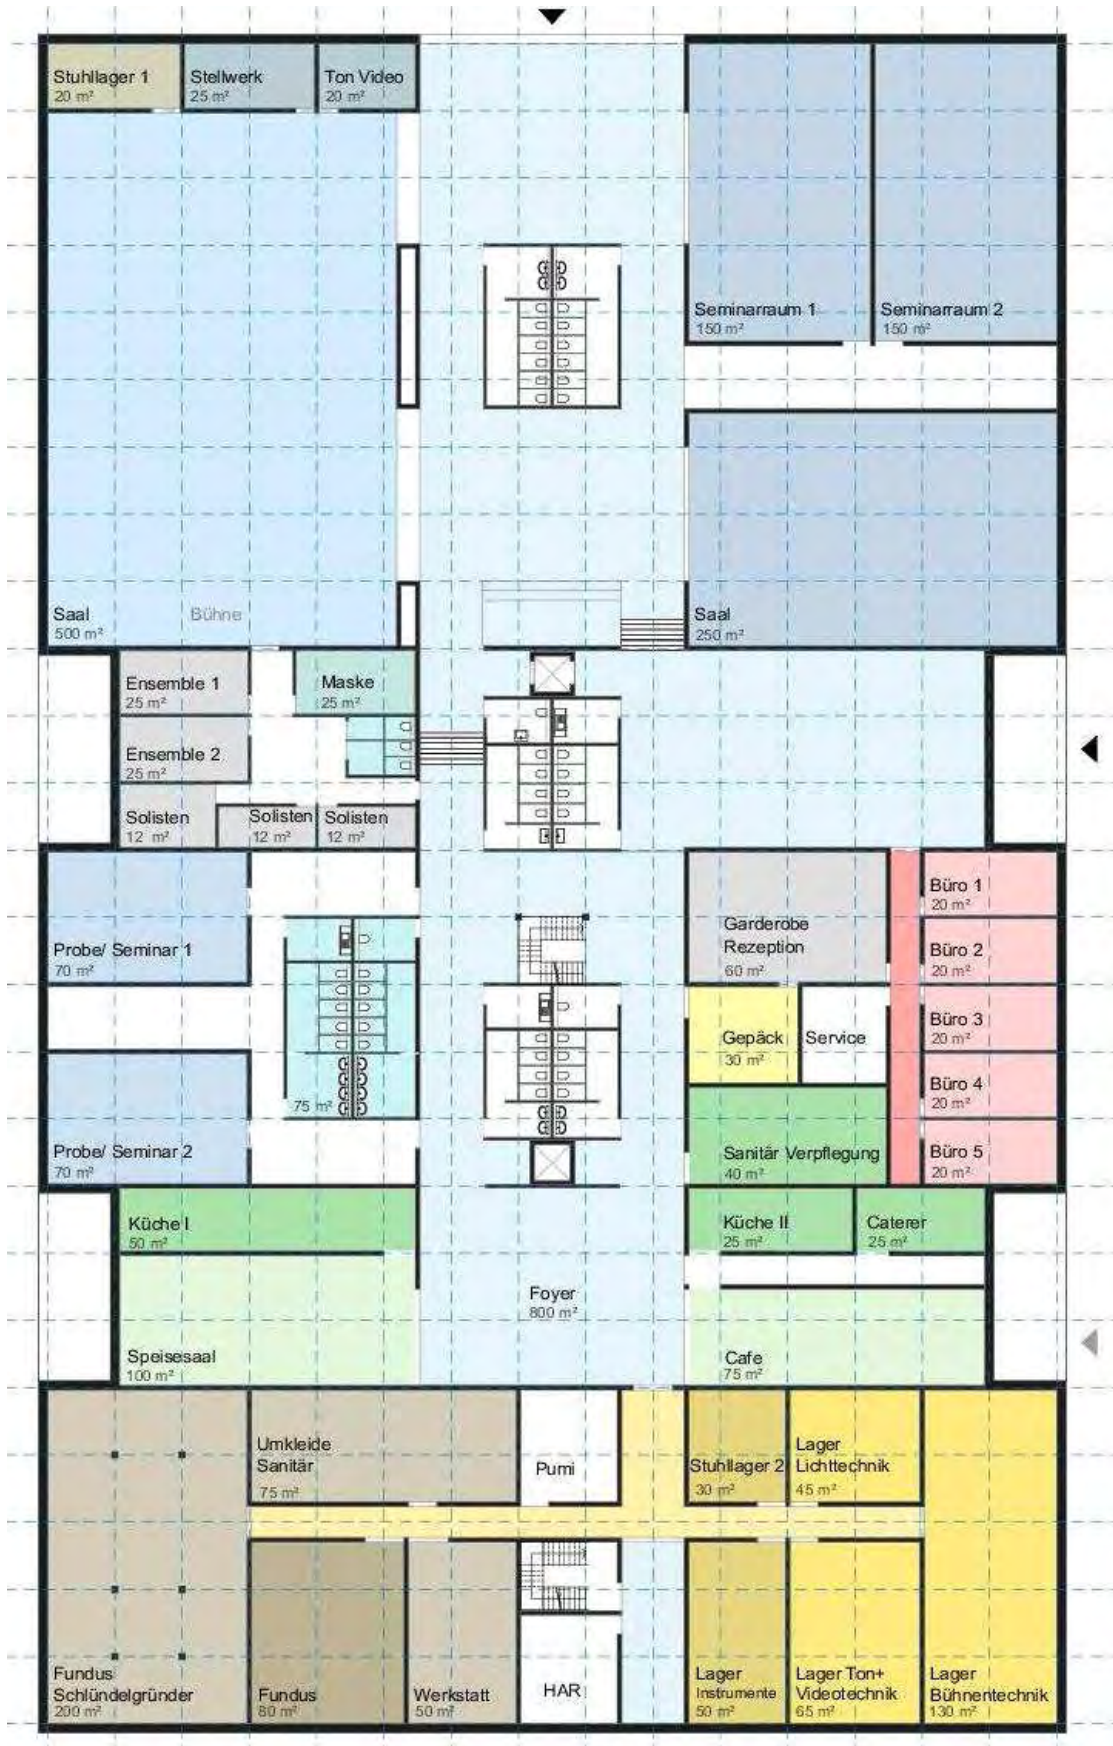 Stuhllager 1
20 m²
Stellwerk
25 m²
Ton Video
20 m²
Seminarraum 1
150 m²
Seminarraum 2
150 m²
Saal
500 m²
Bühne
Saal
250 m²
Ensemble 1
25 m²
Maske
25 m²
Ensemble 2
25 m²
Solisten
12 m²
Solisten
12 m²
Solisten
12 m²
Probe/ Seminar 1
70 m²
Garderobe
Rezeption
60 m²
Büro 1
20 m²
Büro 2
20 m²
Gepäck
30 m²
Service
Büro 3
20 m²
Büro 4
20 m²
75 m²
Probe/ Seminar 2
70 m²
Sanitär Verpflegung
40 m²
Büro 5
20 m²
Küche I
50 m²
Küche II
25 m²
Caterer
25 m²
Foyer
800 m²
Speisesaal
100 m²
Cafe
75 m²
Umkleide
Sanitär
75 m²
Pumi
Stuhllager 2
30 m²
Lager
Lichttechnik
45 m²
Fundus
Schlündelgründer
200 m²
Fundus
80 m²
Werkstatt
50 m²
HAR
Lager
Instrumente
50 m²
Lager Ton+
Videotechnik
65 m²
Lager
Bühnentechnik
130 m²